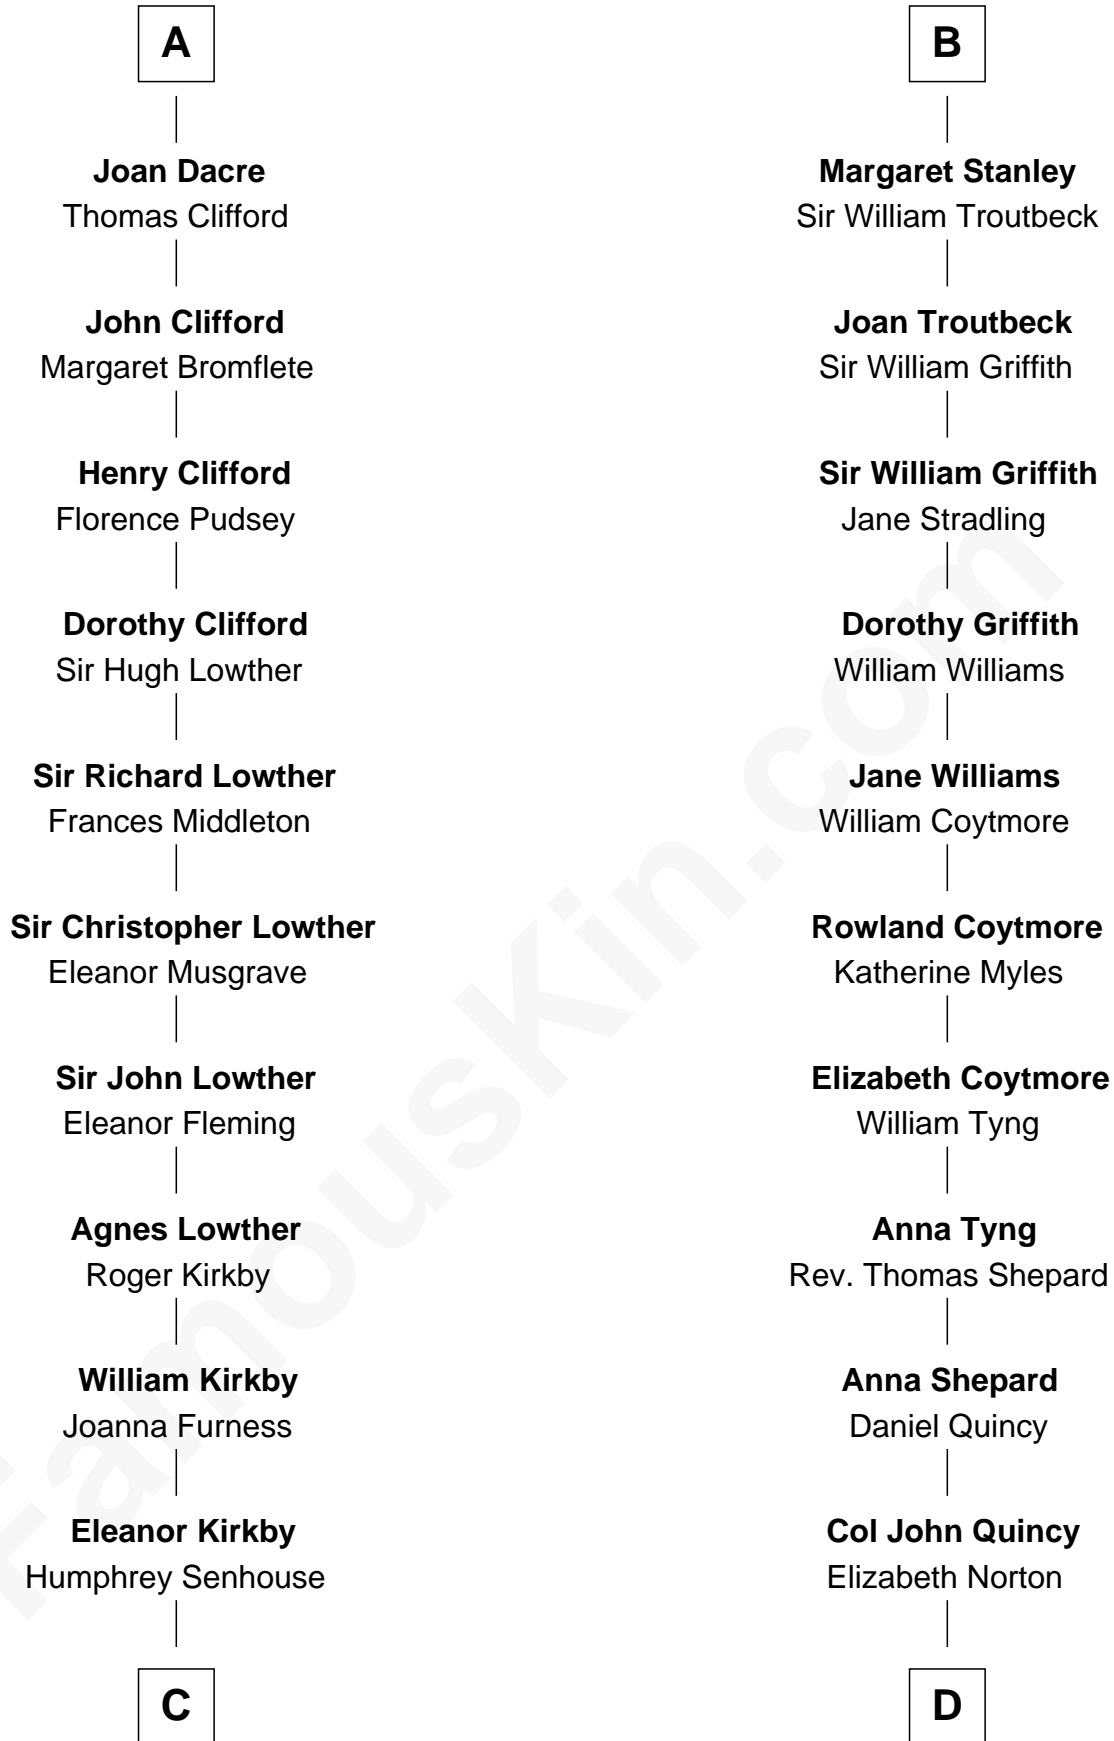 A
Joan Dacre
Thomas Clifford
John Clifford
Margaret Bromflete
Henry Clifford
Florence Pudsey
Dorothy Clifford
Sir Hugh Lowther
Sir Richard Lowther
Frances Middleton
Sir Christopher Lowther
Eleanor Musgrave
Sir John Lowther
Eleanor Fleming
Agnes Lowther
Roger Kirkby
William Kirkby
Joanna Furness
Eleanor Kirkby
Humphrey Senhouse
C
B
Margaret Stanley
Sir William Troutbeck
Joan Troutbeck
Sir William Griffith
Sir William Griffith
Jane Stradling
Dorothy Griffith
William Williams
Jane Williams
William Coytmore
Rowland Coytmore
Katherine Myles
Elizabeth Coytmore
William Tyng
Anna Tyng
Rev. Thomas Shepard
Anna Shepard
Daniel Quincy
Col John Quincy
Elizabeth Norton
D
FamousKin.com